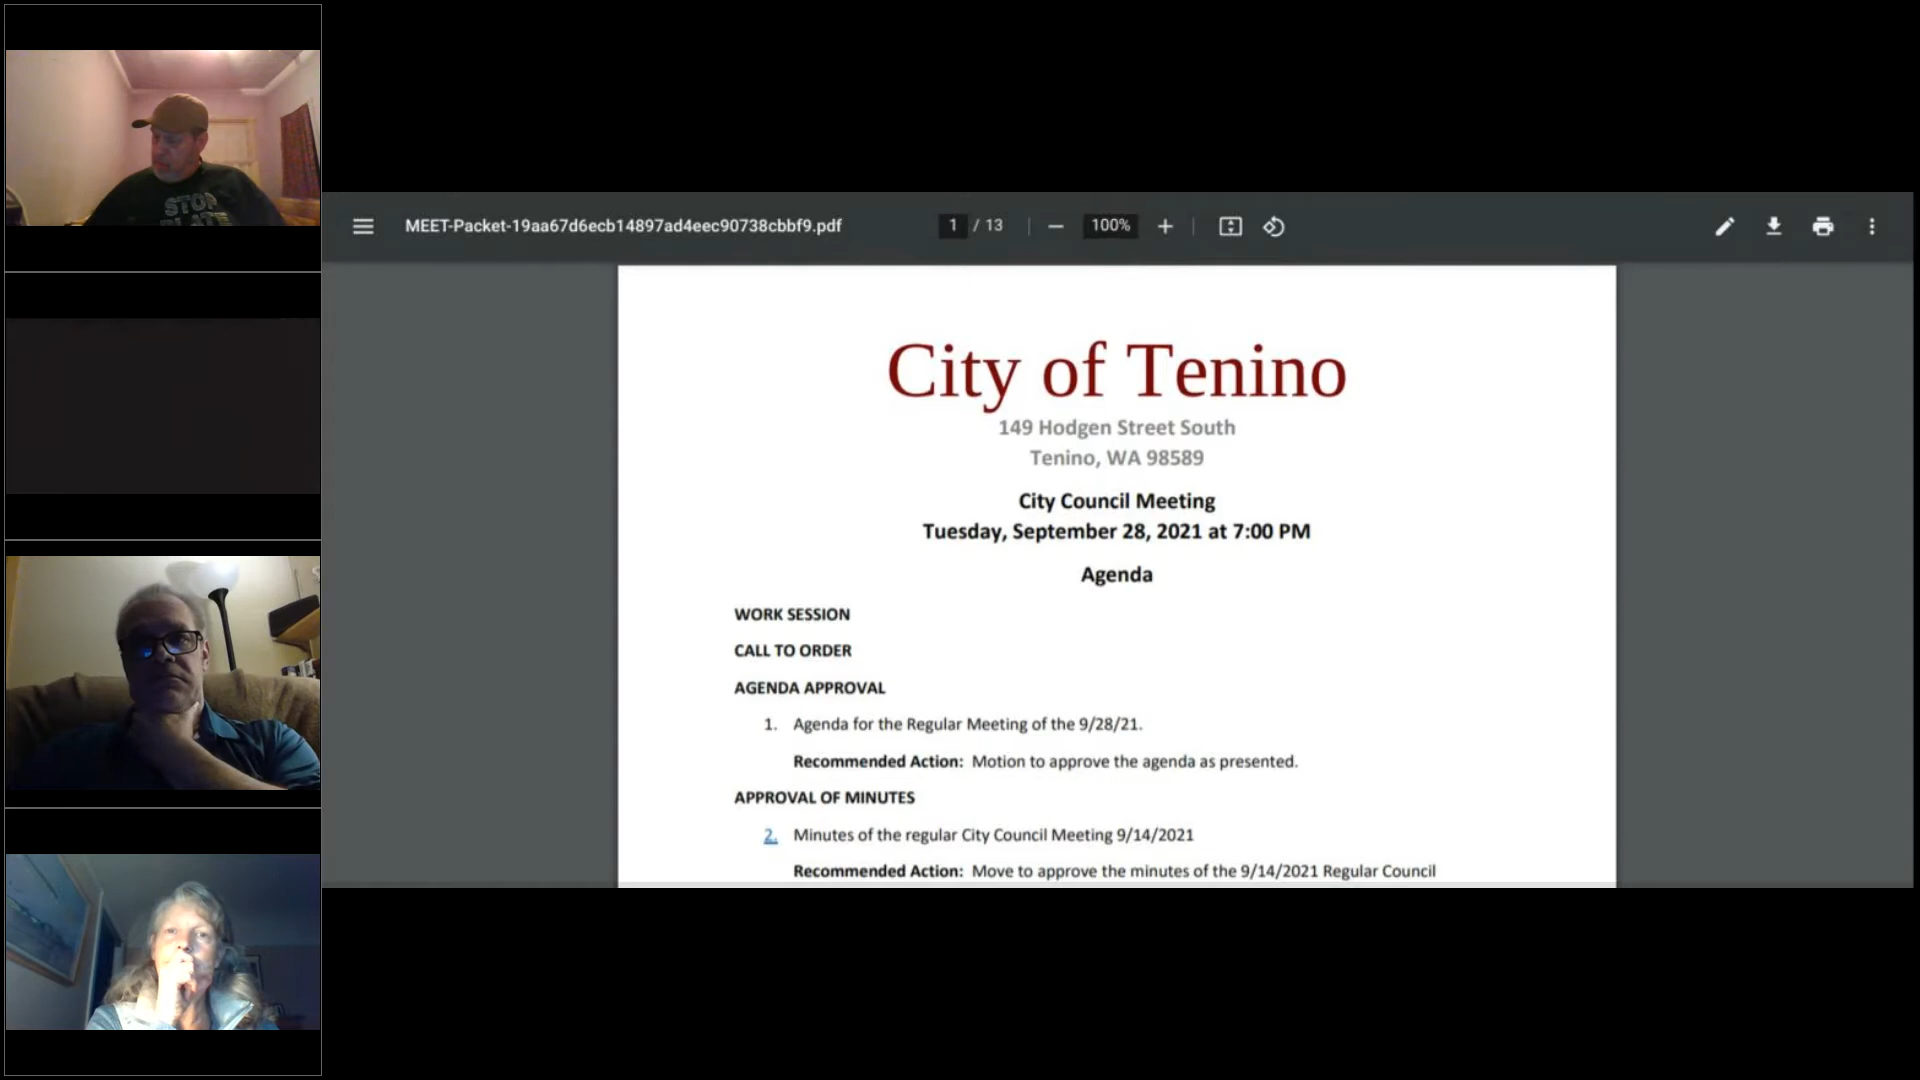 STOP
MEET-Packet-19aa67d6ecb14897ad4eec90738cbbf9.pdf
1 / 13
100%
City of Tenino
149 Hodgen Street South
Tenino, WA 98589
City Council Meeting
Tuesday, September 28, 2021 at 7:00 PM
Agenda
WORK SESSION
CALL TO ORDER
AGENDA APPROVAL
1. Agenda for the Regular Meeting of the 9/28/21.
Recommended Action: Motion to approve the agenda as presented.
APPROVAL OF MINUTES
2. Minutes of the regular City Council Meeting 9/14/2021
Recommended Action: Move to approve the minutes of the 9/14/2021 Regular Council